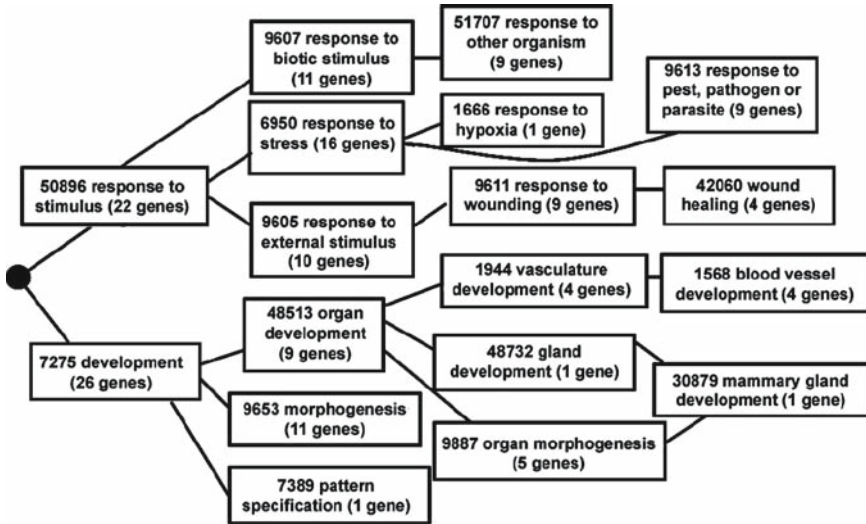 9607 response to
biotic stimulus
(11 genes)
51707 response to
other organism
(9 genes)
9613 response to
pest, pathogen or
parasite (9 genes)
6950 response to
stress (16 genes)
1666 response to
hypoxia (1 gene)
50896 response to
stimulus (22 genes)
9605 response to
external stimulus
(10 genes)
9611 response to
wounding (9 genes)
42060 wound
healing (4 genes)
1944 vasculature
development (4 genes)
1568 blood vessel
development (4 genes)
48513 organ
development
(9 genes)
7275 development
(26 genes)
48732 gland
development (1 gene)
30879 mammary gland
development (1 gene)
9653 morphogenesis
(11 genes)
9887 organ morphogenesis
(5 genes)
7389 pattern
specification (1 gene)